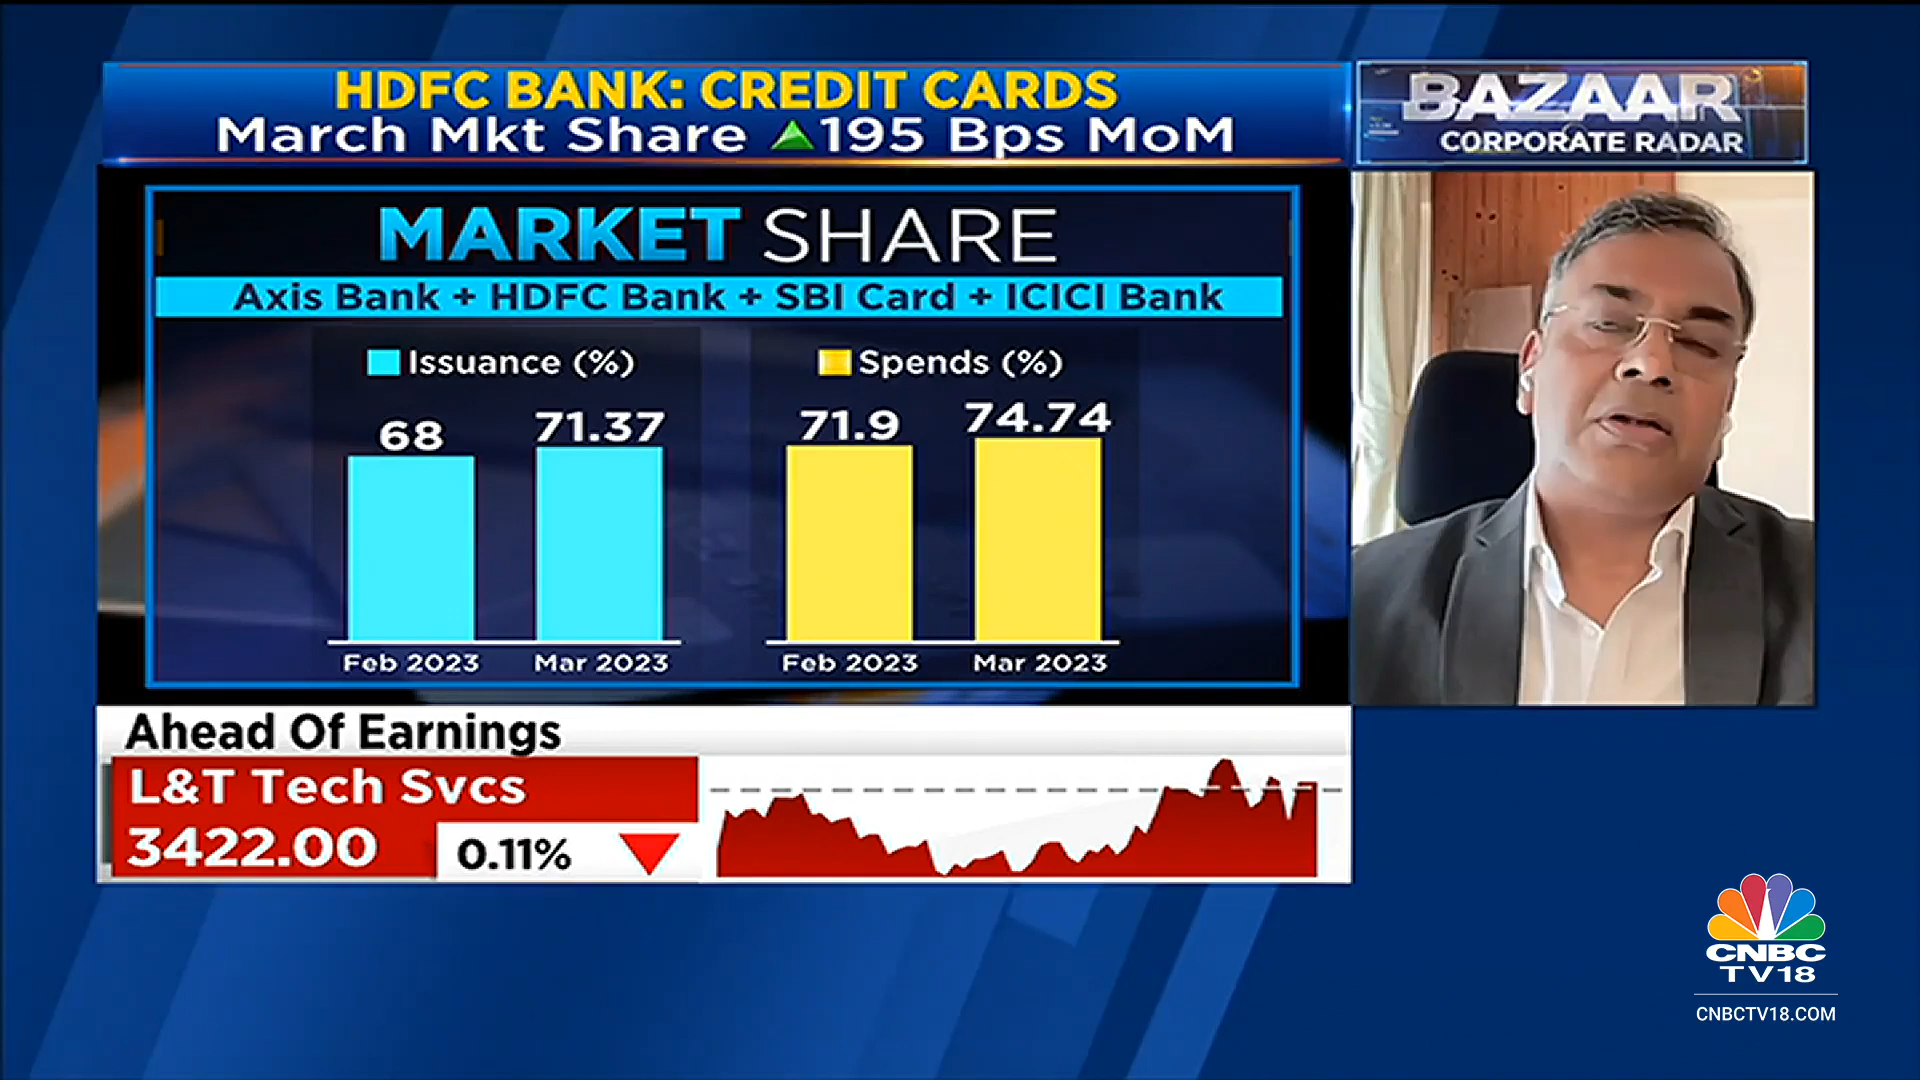 HDFC BANK: CREDIT CARDS
March Mkt Share ▲195 Bps MoM
BAZAAR
CORPORATE RADAR
MARKET SHARE
Axis Bank + HDFC Bank + SBI Card + ICICI Bank
Issuance (%)
Spends (%)
68
71.37
71.9
74.74
Feb 2023
Mar 2023
Feb 2023
Mar 2023
Ahead Of Earnings
L&T Tech Svcs
3422.00
0.11%
CNBC
TV18
CNBCTV18.COM